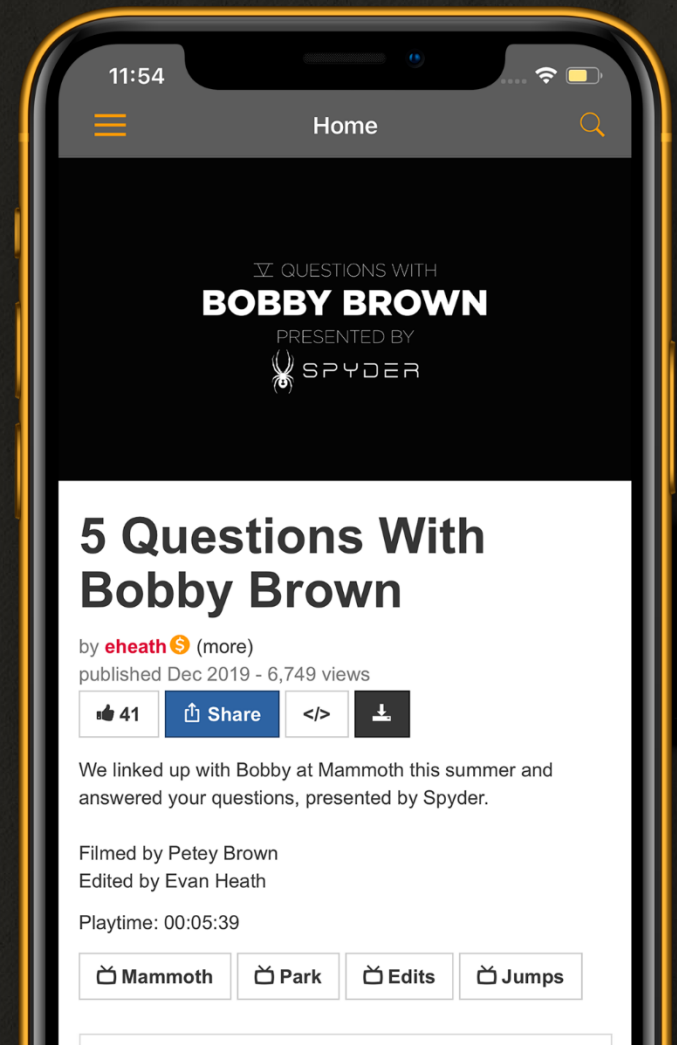 11:54
Home
V QUESTIONS WITH
BOBBY BROWN
PRESENTED BY
SPYDER
5 Questions With
Bobby Brown
by eheath $ (more)
published Dec 2019 - 6,749 views
41 Share </>
We linked up with Bobby at Mammoth this summer and
answered your questions, presented by Spyder.
Filmed by Petey Brown
Edited by Evan Heath
Playtime: 00:05:39
Mammoth Park Edits Jumps